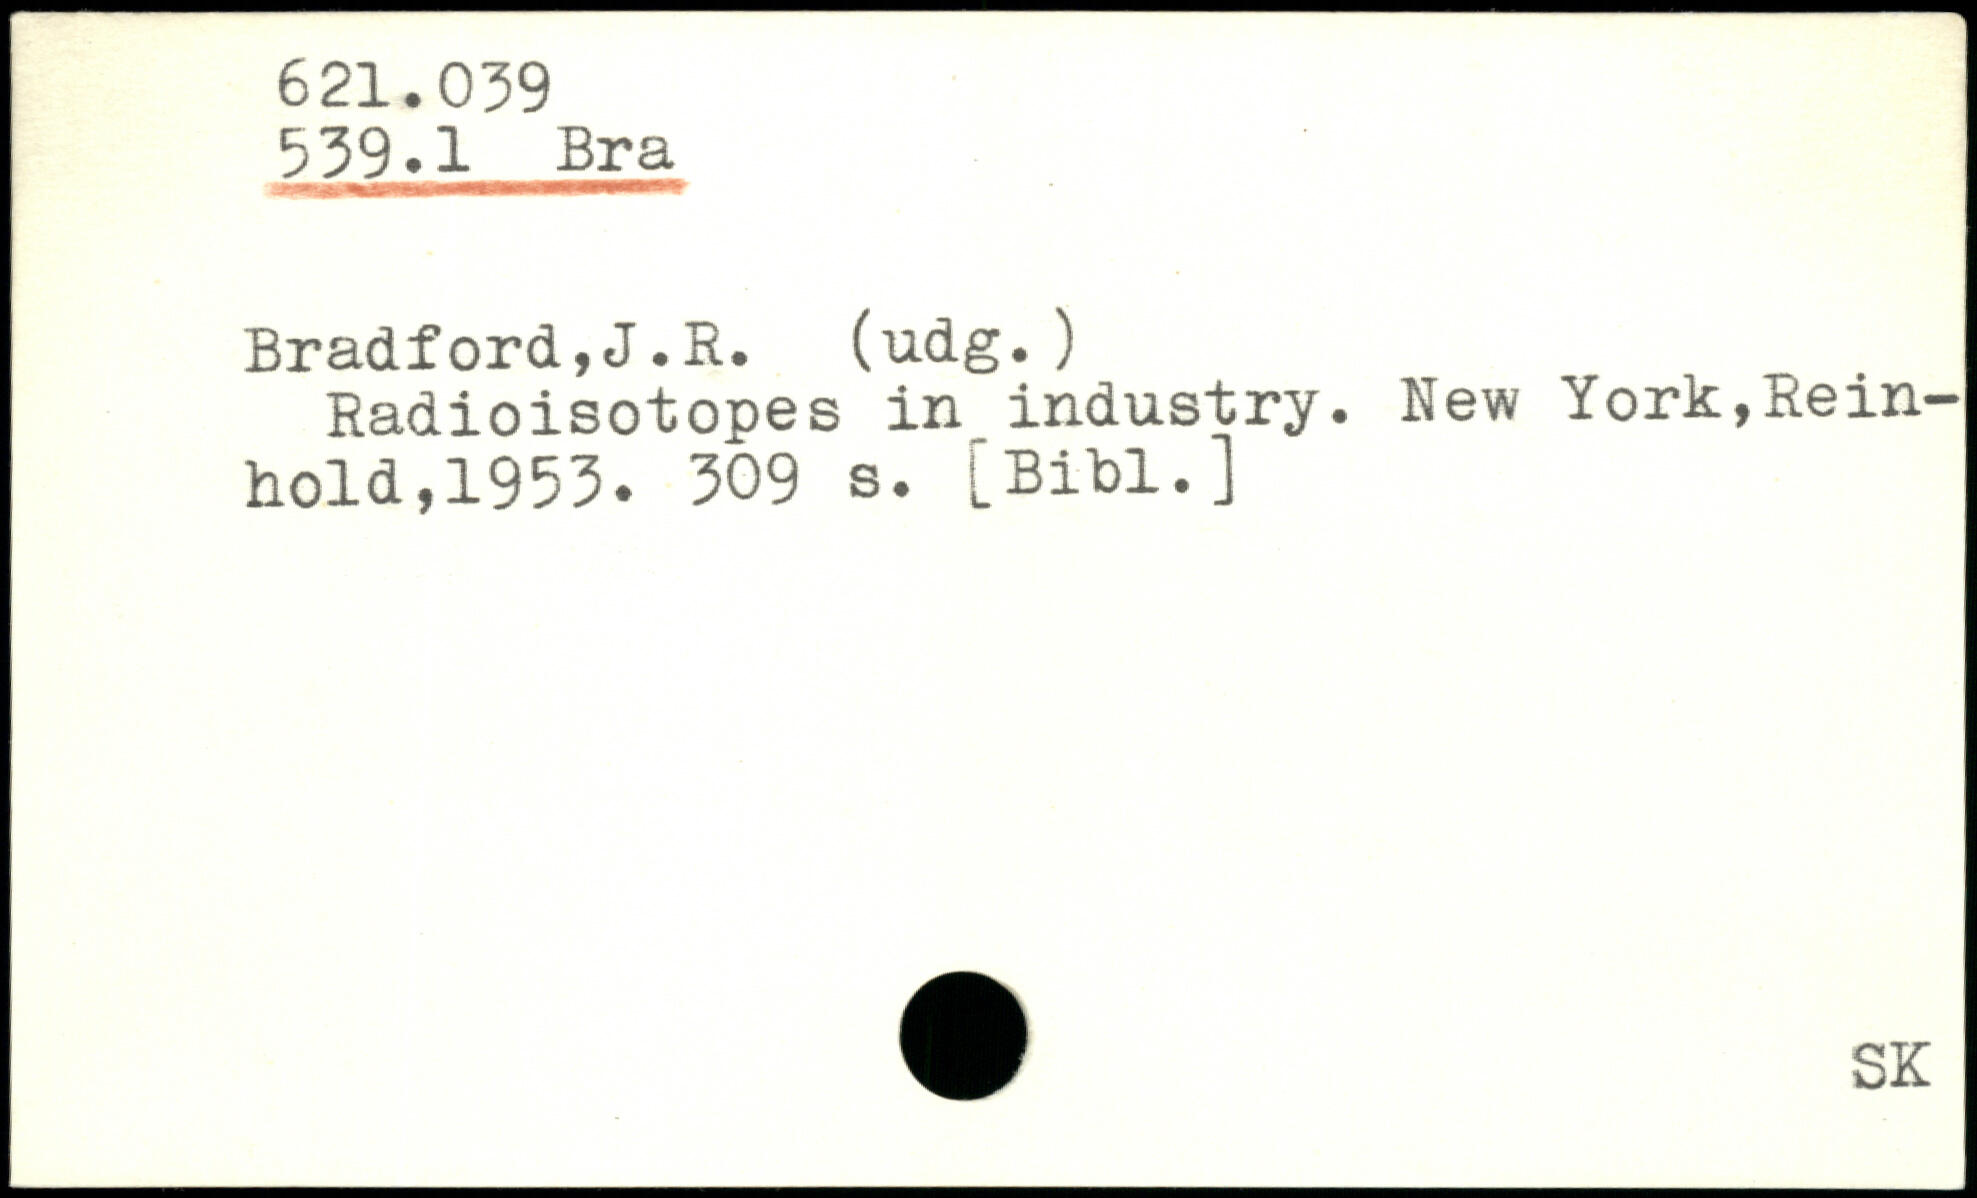 621.039
539.1 Bra
Bradford,J.R. (udg.)
Radioisotopes in industry. New York,Rein-
hold,1953. 309 s. [Bibl.]
SK